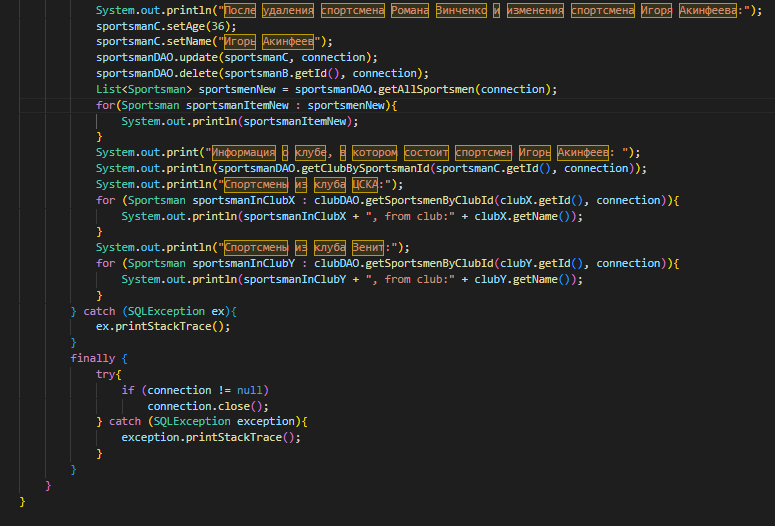 System.out.println("После удаления спортсмена Романа Зинченко и изменения спортсмена Игоря Акинфеева:");
sportsmanC.setAge(36);
sportsmanC.setName("Игорь Акинфеев");
sportsmanDAO.update(sportsmanC, connection);
sportsmanDAO.delete(sportsmanB.getId(), connection);
List<Sportsman> sportsmenNew = sportsmanDAO.getAllSportsmen(connection);
for(Sportsman sportsmanItemNew : sportsmenNew){
System.out.println(sportsmanItemNew);
}
System.out.print("Информация о клубе, в котором состоит спортсмен Игорь Акинфеев: ");
System.out.println(sportsmanDAO.getClubBySportsmanId(sportsmanC.getId(), connection));
System.out.println("Спортсмены из клуба ЦСКА:");
for (Sportsman sportsmanInClubX : clubDAO.getSportsmenByClubId(clubX.getId(), connection)){
System.out.println(sportsmanInClubX + ", from club:" + clubX.getName());
}
System.out.println("Спортсмены из клуба Зенит:");
for (Sportsman sportsmanInClubY : clubDAO.getSportsmenByClubId(clubY.getId(), connection)){
System.out.println(sportsmanInClubY + ", from club:" + clubY.getName());
}
} catch (SQLException ex){
ex.printStackTrace();
}
finally {
try{
if (connection != null)
connection.close();
} catch (SQLException exception){
exception.printStackTrace();
}
}
}
}